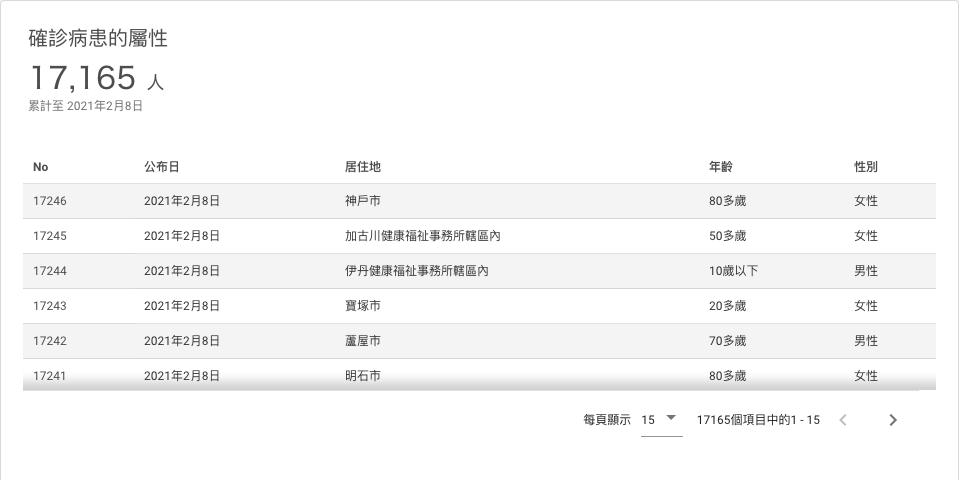 確診病患的屬性
17,165 人
累計至 2021年2月8日
No 公布日 居住地 年齡 性別
17246 2021年2月8日 神戶市 80多歲 女性
17245 2021年2月8日 加古川健康福祉事務所轄區內 50多歲 女性
17244 2021年2月8日 伊丹健康福祉事務所轄區內 10歲以下 男性
17243 2021年2月8日 寶塚市 20多歲 女性
17242 2021年2月8日 蘆屋市 70多歲 男性
17241 2021年2月8日 明石市 80多歲 女性
每頁顯示 15 17165個項目中的1 - 15